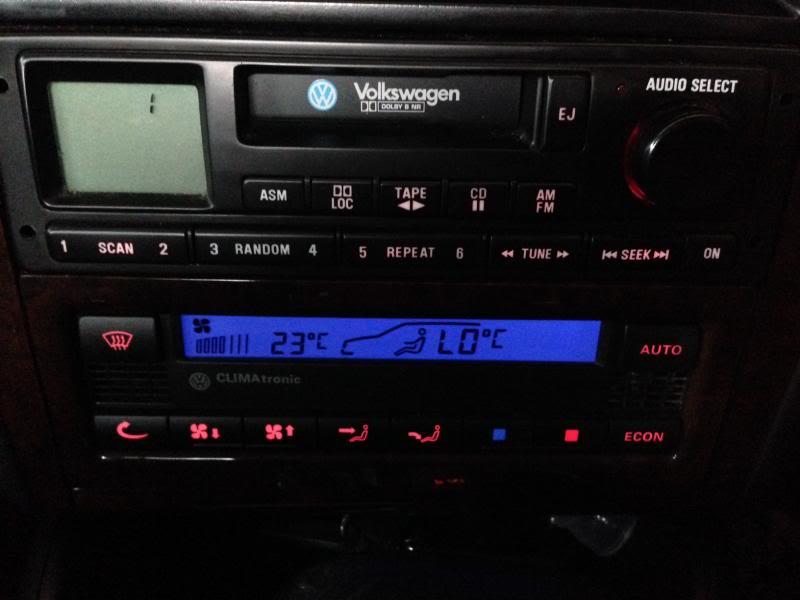 1
Volkswagen
DOLBY B NR
EJ
AUDIO SELECT
ASM
LOC
TAPE
CD
AM
FM
1 SCAN 2
3 RANDOM 4
5 REPEAT 6
TUNE
SEEK
ON
23°C
LO°C
AUTO
CLIMAtronic
ECON